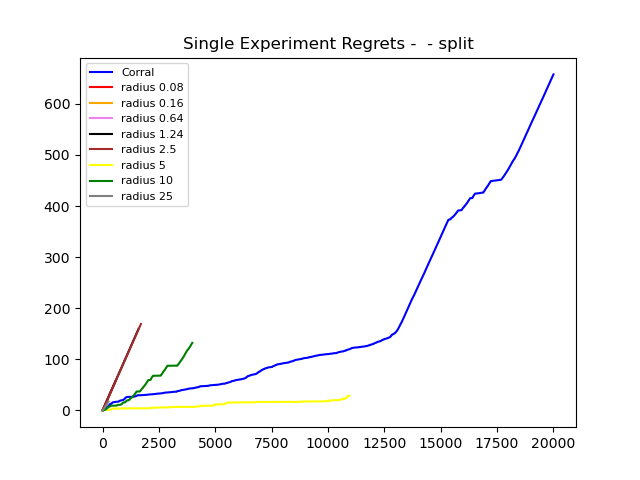 Single Experiment Regrets -  - split
Corral
radius 0.08
radius 0.16
radius 0.64
radius 1.24
radius 2.5
radius 5
radius 10
radius 25
600
500
400
300
200
100
0
0 2500 5000 7500 10000 12500 15000 17500 20000